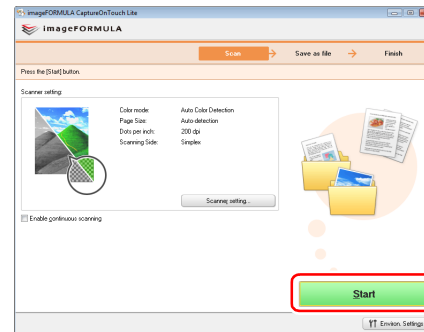 imageFORMULA CaptureOnTouch Lite
imageFORMULA
Scan
Save as file
Finish
Press the [Start] button.
Scanner setting:
Color mode: Auto Color Detection
Page Size: Auto-detection
Dots per inch: 200 dpi
Scanning Side: Simplex
Scanner setting...
Enable continuous scanning
Start
Environ. Settings